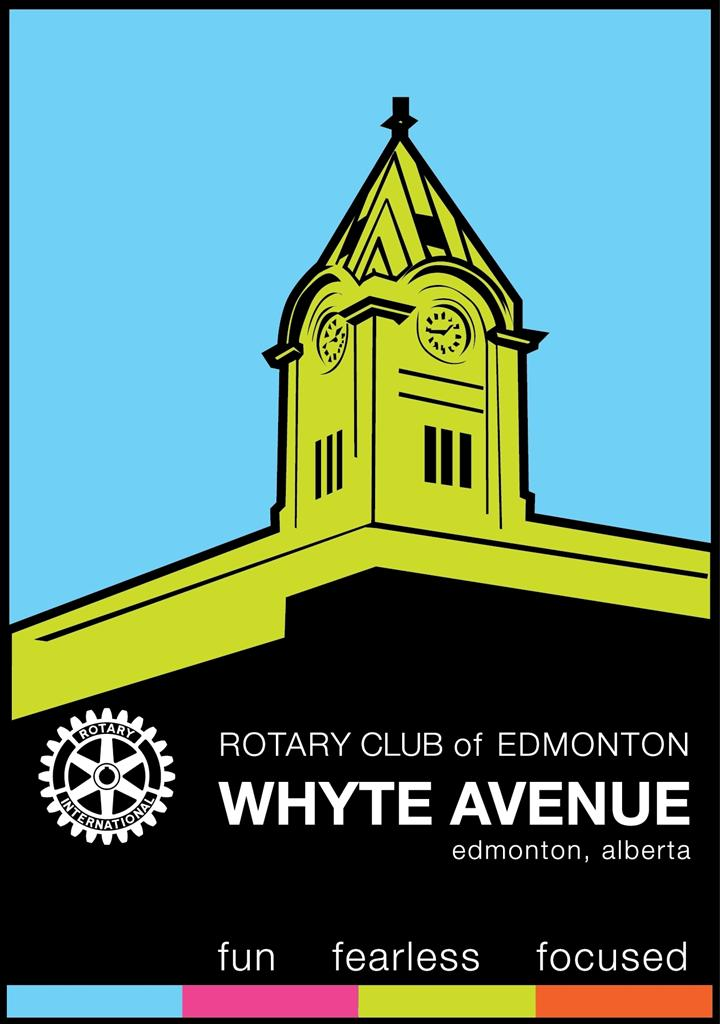 ROTARY CLUB of EDMONTON
WHYTE AVENUE
edmonton, alberta
ROTARY
INTERNATIONAL
fun fearless focused